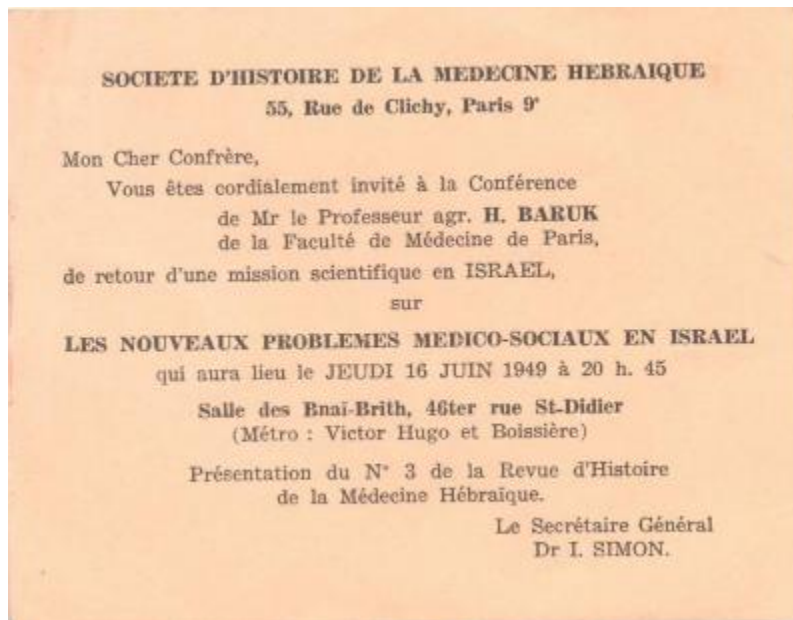 SOCIETE D'HISTOIRE DE LA MEDECINE HEBRAIQUE
55, Rue de Clichy, Paris 9ᵉ
Mon Cher Confrère,
Vous êtes cordialement invité à la Conférence
de Mr le Professeur agr. H. BARUK
de la Faculté de Médecine de Paris,
de retour d'une mission scientifique en ISRAEL,
sur
LES NOUVEAUX PROBLEMES MEDICO-SOCIAUX EN ISRAEL
qui aura lieu le JEUDI 16 JUIN 1949 à 20 h. 45
Salle des Bnaï-Brith, 46ter rue St-Didier
(Métro : Victor Hugo et Boissière)
Présentation du N° 3 de la Revue d'Histoire
de la Médecine Hébraïque.
Le Secrétaire Général
Dr I. SIMON.